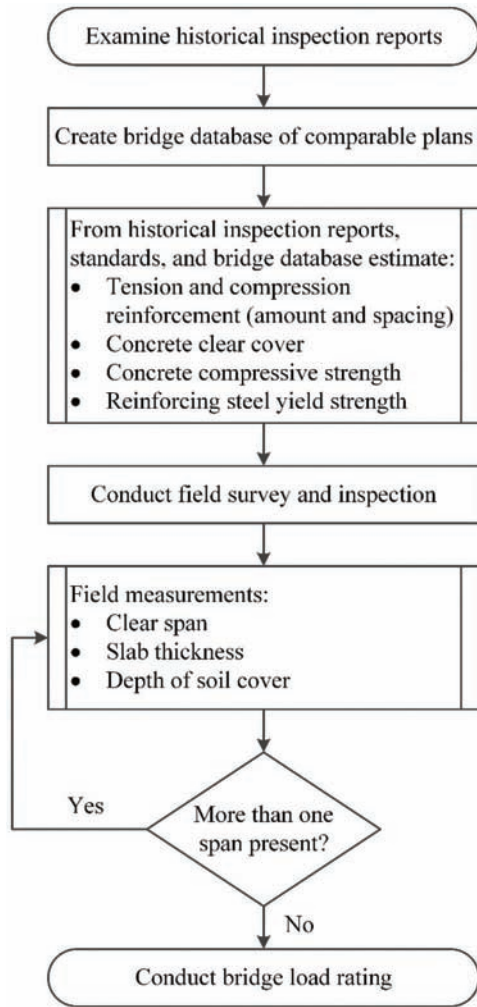 Examine historical inspection reports
Create bridge database of comparable plans
From historical inspection reports,
standards, and bridge database estimate:
• Tension and compression
reinforcement (amount and spacing)
• Concrete clear cover
• Concrete compressive strength
• Reinforcing steel yield strength
Conduct field survey and inspection
Field measurements:
• Clear span
• Slab thickness
• Depth of soil cover
Yes
More than one
span present?
No
Conduct bridge load rating